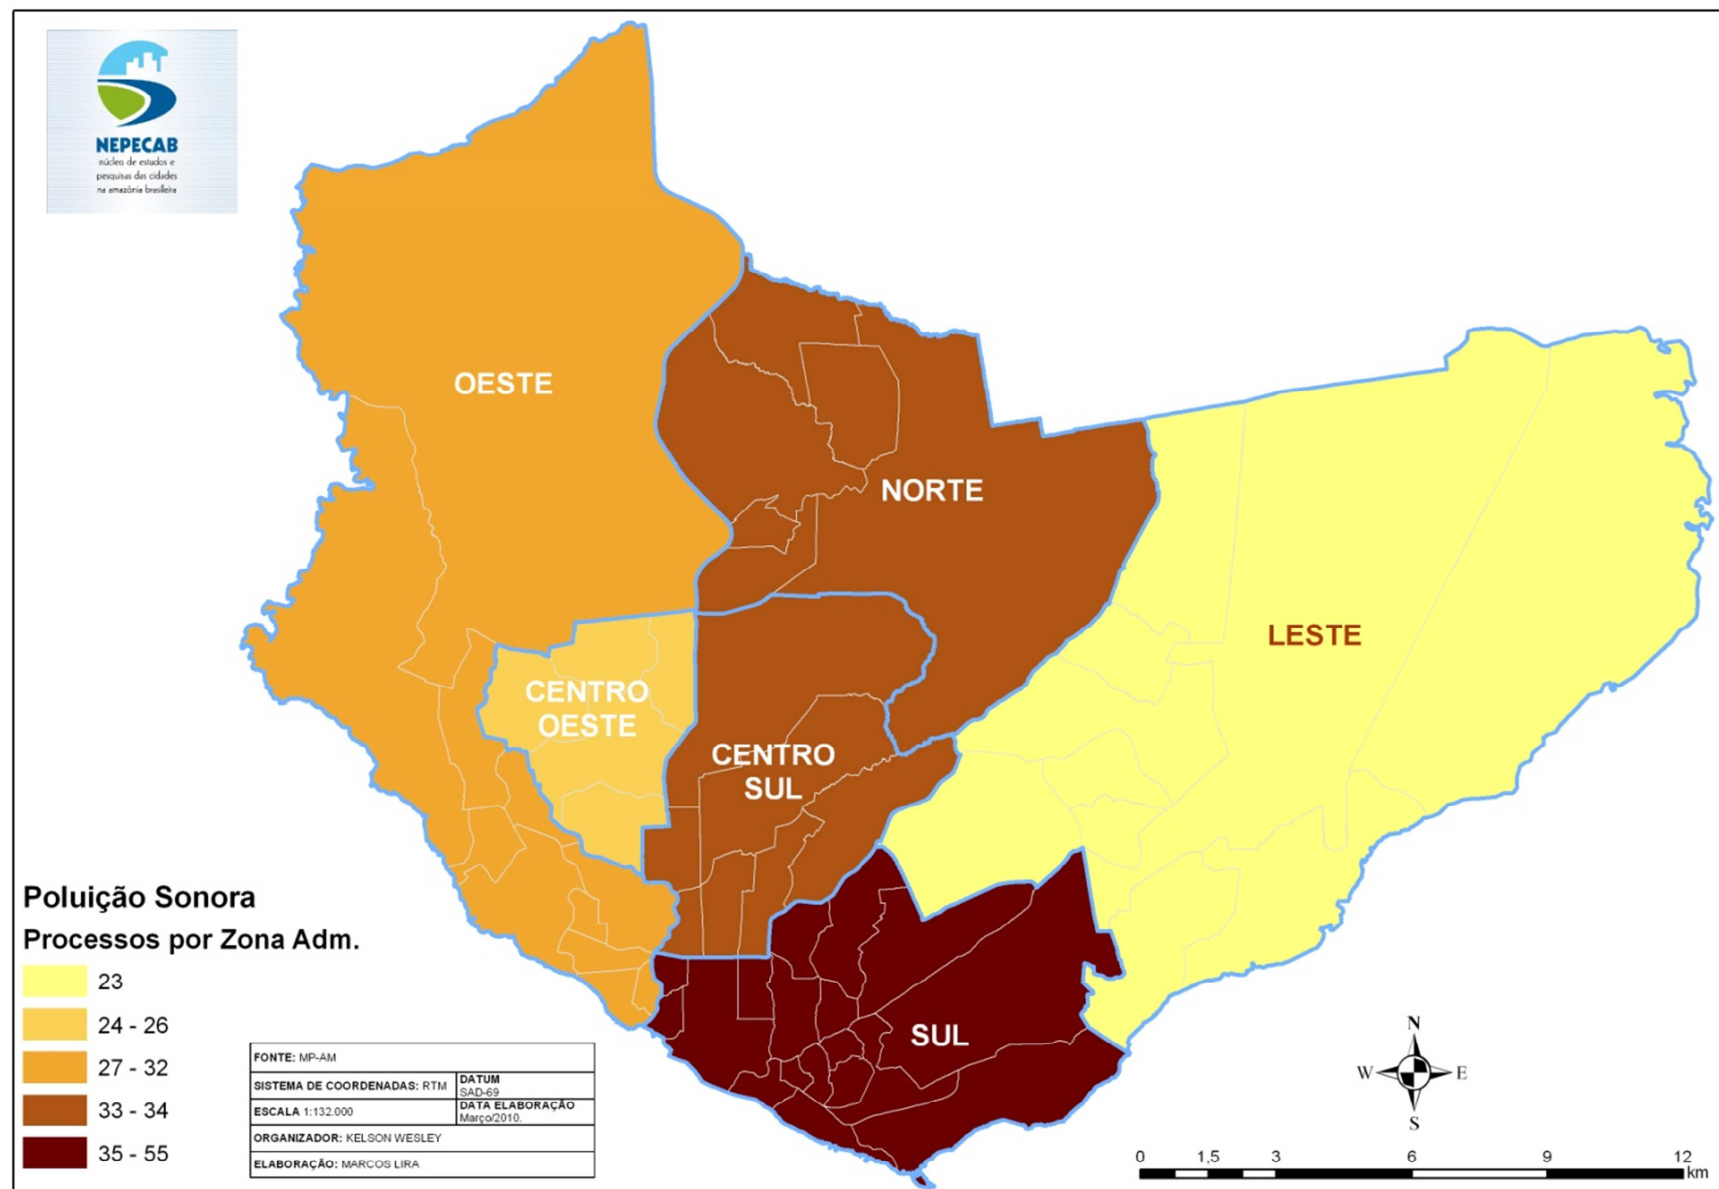 NEPECAB
núcleo de estudos e
pesquisas das cidades
na amazônia brasileira
OESTE
NORTE
LESTE
CENTRO
OESTE
CENTRO
SUL
SUL
Poluição Sonora
Processos por Zona Adm.
23
24 - 26
27 - 32
33 - 34
35 - 55
FONTE: MP-AM
SISTEMA DE COORDENADAS: RTM
DATUM
SAD-69
ESCALA 1:132.000
DATA ELABORAÇÃO
Março/2010.
ORGANIZADOR: KELSON WESLEY
ELABORAÇÃO: MARCOS LIRA
N
W E
S
0 1,5 3 6 9 12
km